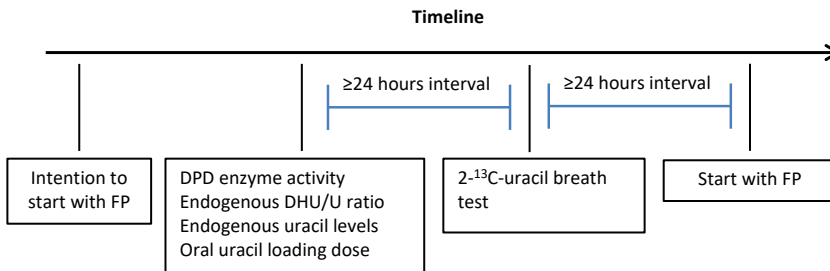 Timeline
≥24 hours interval
≥24 hours interval
Intention to
start with FP
DPD enzyme activity
Endogenous DHU/U ratio
Endogenous uracil levels
Oral uracil loading dose
2-¹³C-uracil breath
test
Start with FP